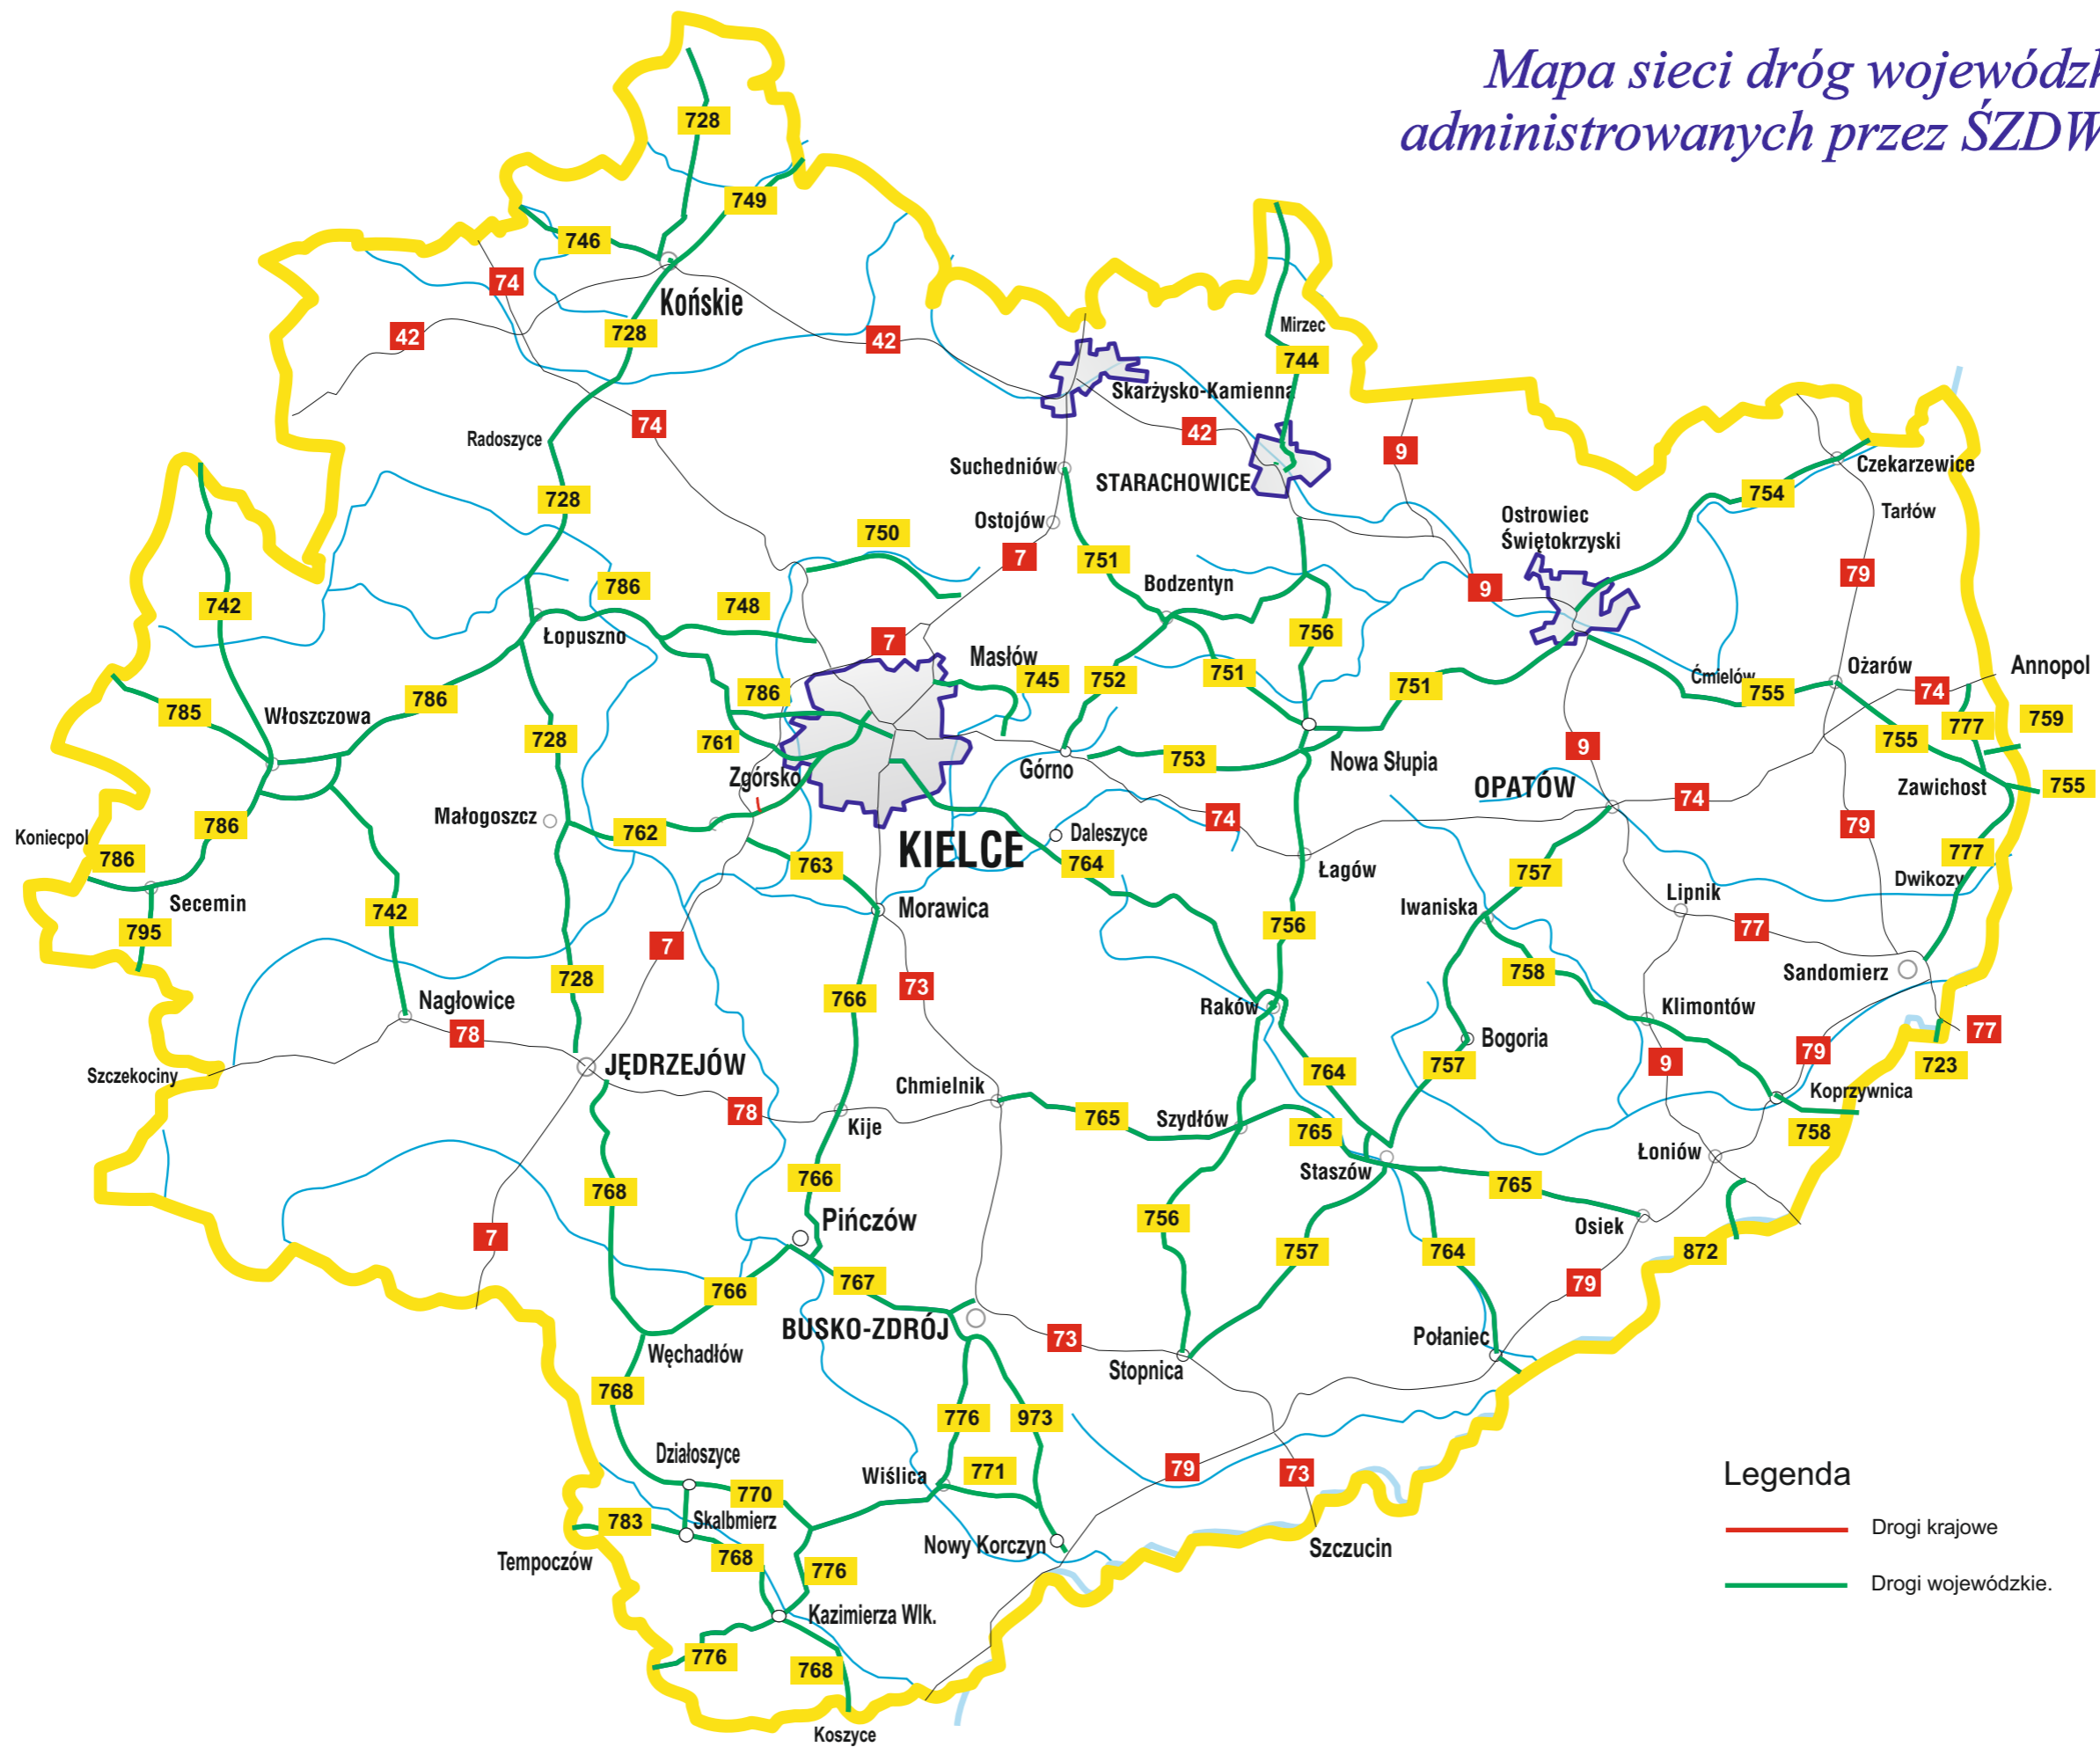 Mapa sieci dróg wojewódzk
administrowanych przez ŚZDW
728
749
746
74
Końskie
728
42
42
Mirzec
744
Skarżysko-Kamienna
42
74
9
Radoszyce
Suchedniów
STARACHOWICE
Czekarzewice
754
Tarłów
728
Ostojów
750
7
751
Ostrowiec
Świętokrzyski
79
786
748
Bodzentyn
9
742
Łopuszno
7
756
Masłów
745
752
751
751
Ćmielów
755
Ożarów
74
Annopol
785
Włoszczowa
786
786
728
761
777
759
755
Zgórsko
Górno
753
Nowa Słupia
9
OPATÓW
Zawichost
755
74
Małogoszcz
762
74
79
Koniecpol
786
786
KIELCE
Daleszyce
764
763
Łagów
757
777
Dwikozy
Secemin
795
742
Morawica
Iwaniska
Lipnik
77
756
7
758
Sandomierz
728
73
766
Nagłowice
78
Raków
Klimontów
Bogoria
77
79
723
Szczekociny
JĘDRZEJÓW
Chmielnik
764
757
9
Koprzywnica
78
Kije
765
Szydłów
765
758
Łoniów
Staszów
766
768
765
Pińczów
756
Osiek
7
757
764
872
766
767
79
BUSKO-ZDRÓJ
73
Połaniec
Węchadłów
Stopnica
768
776
973
Działoszyce
Wiślica
771
79
73
Legenda
770
783
Skalbmierz
Drogi krajowe
Nowy Korczyn
Szczucin
Tempoczów
768
776
Drogi wojewódzkie.
Kazimierza Wlk.
776
768
Koszyce